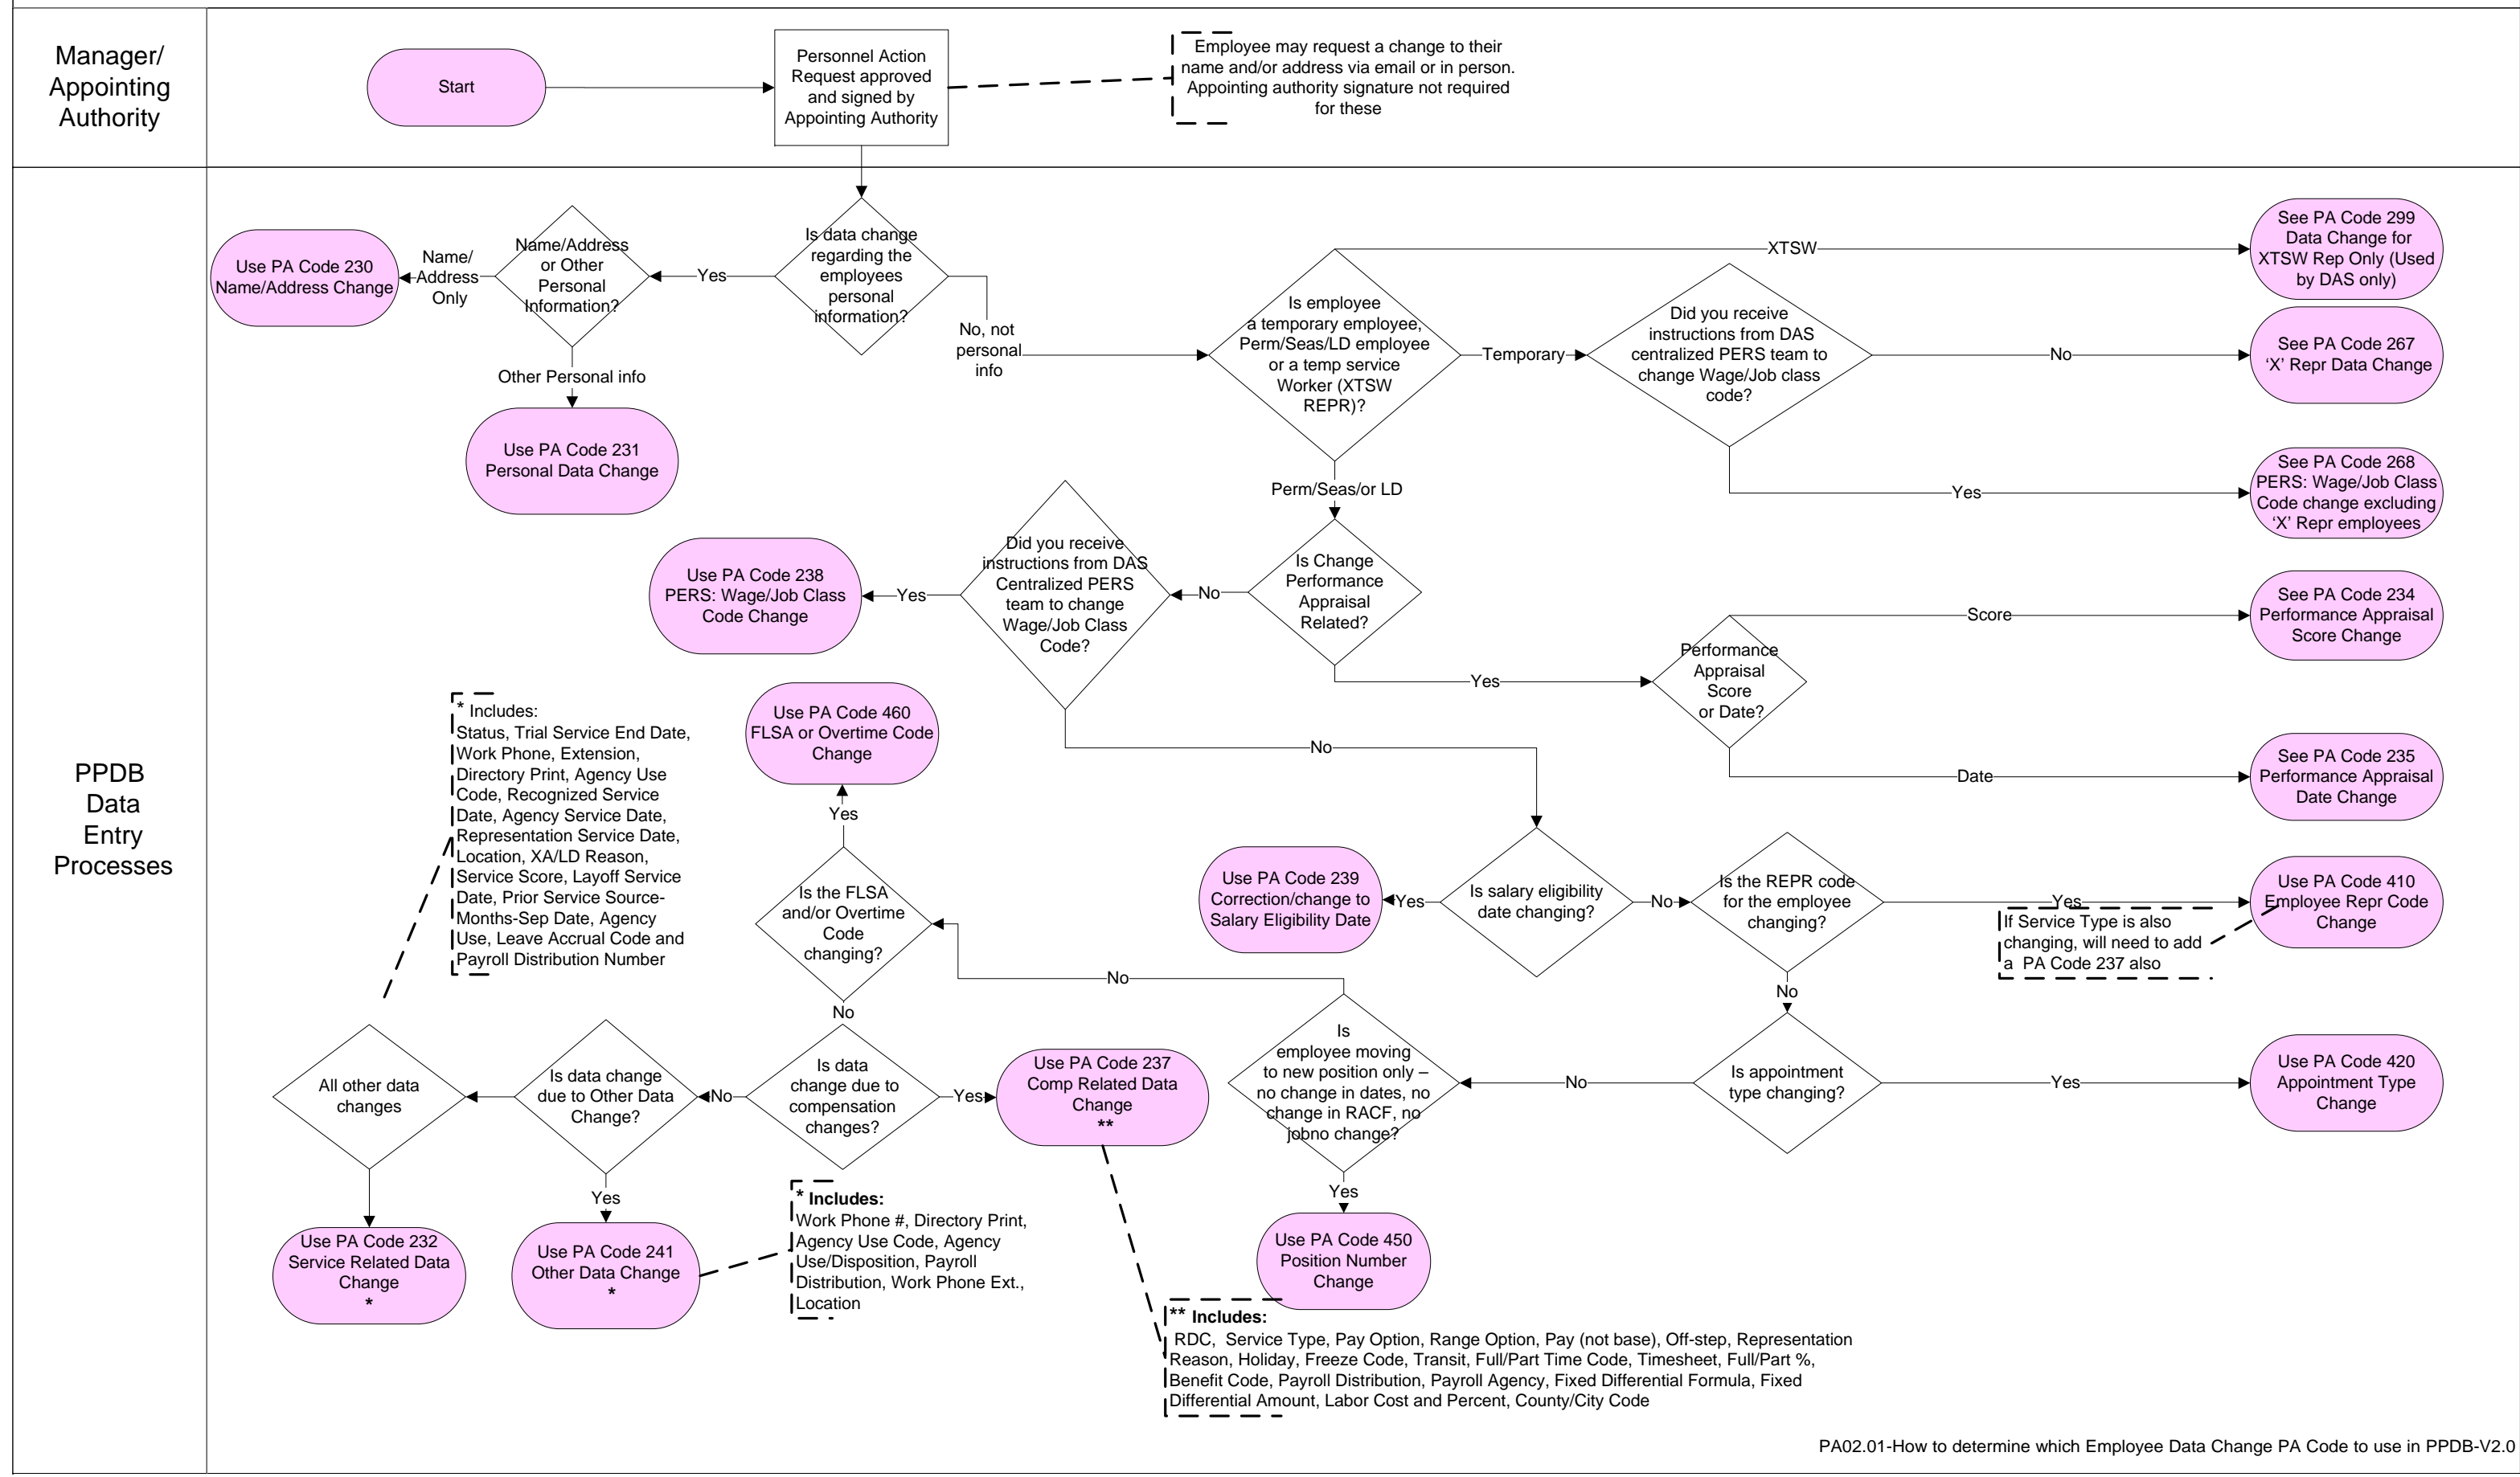 Manager/
Appointing
Authority
Start
Personnel Action
Request approved
and signed by
Appointing Authority
Employee may request a change to their
name and/or address via email or in person.
Appointing authority signature not required
for these
PPDB
Data
Entry
Processes
Use PA Code 230
Name/Address Change
Name/
Address
Only
Name/Address
or Other
Personal
Information?
Yes
Is data change
regarding the
employees
personal
information?
No, not
personal
info
Other Personal info
Use PA Code 231
Personal Data Change
Is employee
a temporary employee,
Perm/Seas/LD employee
or a temp service
Worker (XTSW
REPR)?
XTSW
See PA Code 299
Data Change for
XTSW Rep Only (Used
by DAS only)
Temporary
Did you receive
instructions from DAS
centralized PERS team to
change Wage/Job class
code?
No
See PA Code 267
‘X’ Repr Data Change
Yes
See PA Code 268
PERS: Wage/Job Class
Code change excluding
‘X’ Repr employees
Perm/Seas/or LD
Is Change
Performance
Appraisal
Related?
No
Did you receive
instructions from DAS
Centralized PERS
team to change
Wage/Job Class
Code?
Yes
Use PA Code 238
PERS: Wage/Job Class
Code Change
Yes
Performance
Appraisal
Score
or Date?
Score
See PA Code 234
Performance Appraisal
Score Change
Date
See PA Code 235
Performance Appraisal
Date Change
No
Is salary eligibility
date changing?
Yes
Use PA Code 239
Correction/change to
Salary Eligibility Date
No
Is the REPR code
for the employee
changing?
Yes
Use PA Code 410
Employee Repr Code
Change
If Service Type is also
changing, will need to add
a PA Code 237 also
No
Is appointment
type changing?
Yes
Use PA Code 420
Appointment Type
Change
No
Is
employee moving
to new position only –
no change in dates, no
change in RACF, no
jobno change?
Yes
Use PA Code 450
Position Number
Change
No
Is the FLSA
and/or Overtime
Code
changing?
Yes
Use PA Code 460
FLSA or Overtime Code
Change
No
Is data
change due to
compensation
changes?
Yes
Use PA Code 237
Comp Related Data
Change
**
** Includes:
RDC, Service Type, Pay Option, Range Option, Pay (not base), Off-step, Representation
Reason, Holiday, Freeze Code, Transit, Full/Part Time Code, Timesheet, Full/Part %,
Benefit Code, Payroll Distribution, Payroll Agency, Fixed Differential Formula, Fixed
Differential Amount, Labor Cost and Percent, County/City Code
No
Is data change
due to Other Data
Change?
Yes
Use PA Code 241
Other Data Change
*
* Includes:
Work Phone #, Directory Print,
Agency Use Code, Agency
Use/Disposition, Payroll
Distribution, Work Phone Ext.,
Location
All other data
changes
Use PA Code 232
Service Related Data
Change
*
* Includes:
Status, Trial Service End Date,
Work Phone, Extension,
Directory Print, Agency Use
Code, Recognized Service
Date, Agency Service Date,
Representation Service Date,
Location, XA/LD Reason,
Service Score, Layoff Service
Date, Prior Service Source-
Months-Sep Date, Agency
Use, Leave Accrual Code and
Payroll Distribution Number
PA02.01-How to determine which Employee Data Change PA Code to use in PPDB-V2.0